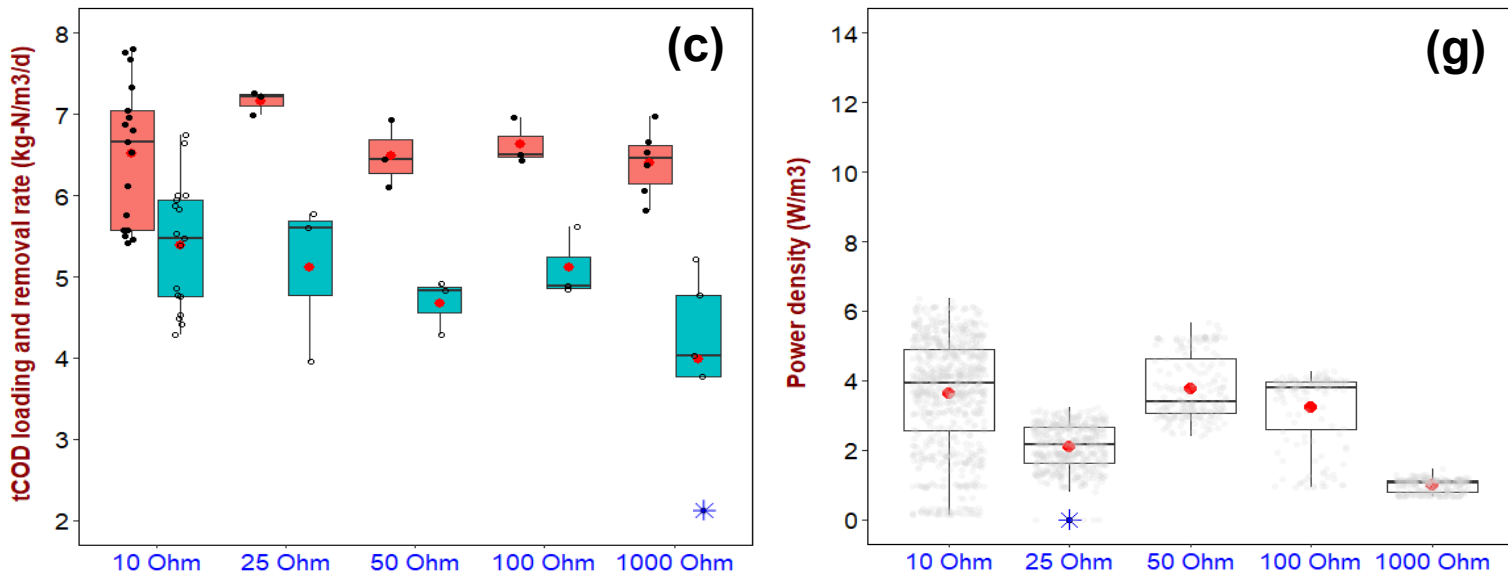 (c)
tCOD loading and removal rate (kg-N/m3/d)
8
7
6
5
4
3
2
10 Ohm 25 Ohm 50 Ohm 100 Ohm 1000 Ohm
(g)
Power density (W/m3)
14
12
10
8
6
4
2
0
10 Ohm 25 Ohm 50 Ohm 100 Ohm 1000 Ohm